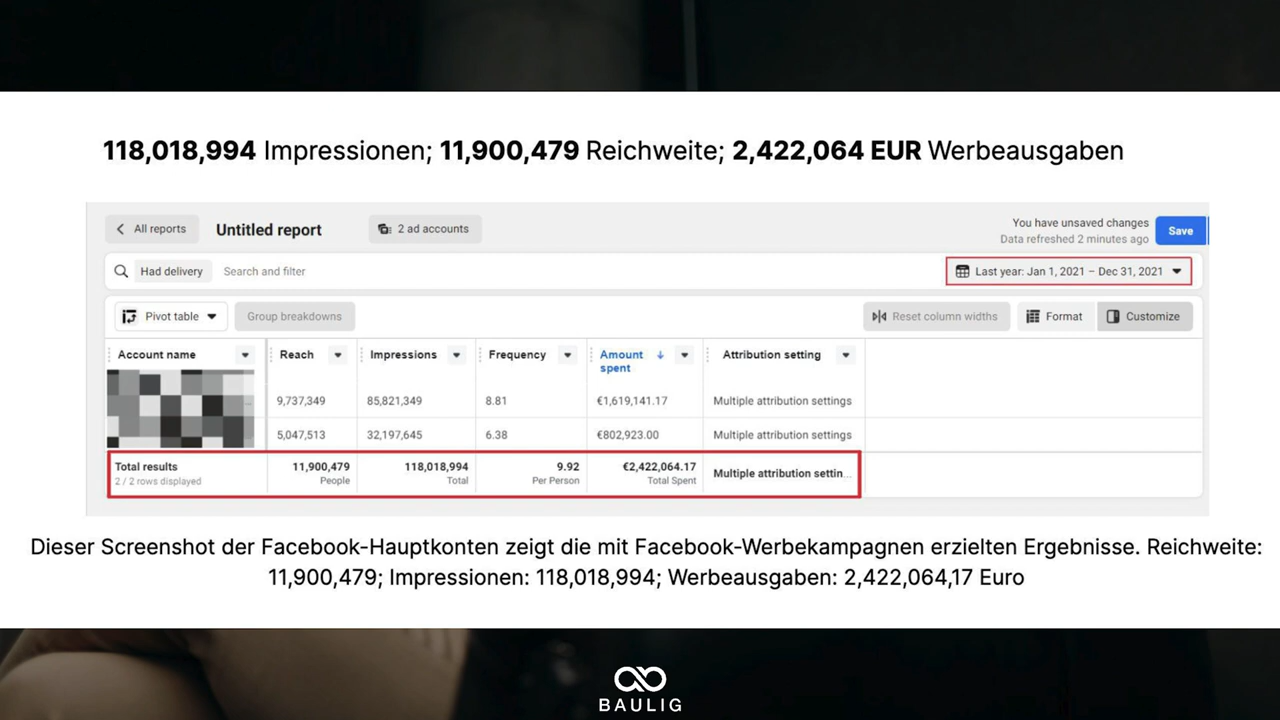 118,018,994 Impressionen; 11,900,479 Reichweite; 2,422,064 EUR Werbeausgaben
All reports
Untitled report
2 ad accounts
You have unsaved changes
Data refreshed 2 minutes ago
Save
Had delivery
Search and filter
Last year: Jan 1, 2021 – Dec 31, 2021
Pivot table
Group breakdowns
Reset column widths
Format
Customize
Account name
Reach
Impressions
Frequency
Amount
spent
Attribution setting
9,737,349 85,821,349 8.81 €1,619,141.17 Multiple attribution settings
5,047,513 32,197,645 6.38 €802,923.00 Multiple attribution settings
Total results 11,900,479 118,018,994 9.92 €2,422,064.17 Multiple attribution settin...
2 / 2 rows displayed People Total Per Person Total Spent
Dieser Screenshot der Facebook-Hauptkonten zeigt die mit Facebook-Werbekampagnen erzielten Ergebnisse. Reichweite:
11,900,479; Impressionen: 118,018,994; Werbeausgaben: 2,422,064,17 Euro
BAULIG